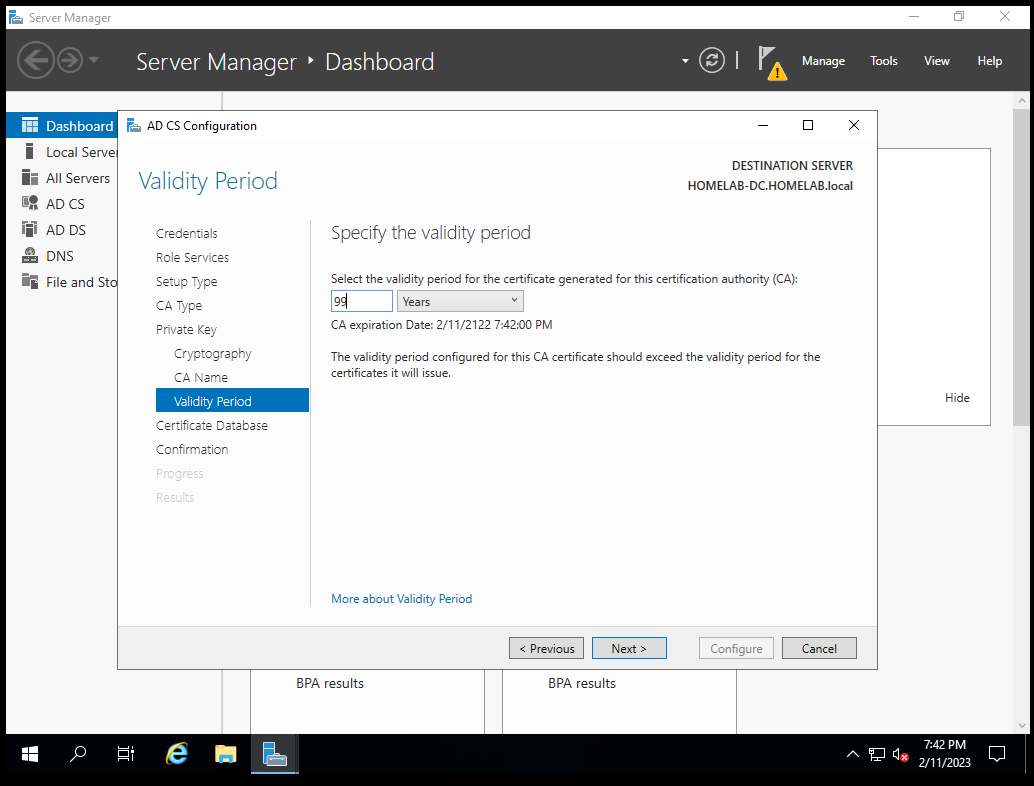 Server Manager
Server Manager ‣ Dashboard
Manage Tools View Help
Dashboard
Local Server
All Servers
AD CS
AD DS
DNS
File and Sto
AD CS Configuration
Validity Period
DESTINATION SERVER
HOMELAB-DC.HOMELAB.local
Credentials
Role Services
Setup Type
CA Type
Private Key
Cryptography
CA Name
Validity Period
Certificate Database
Confirmation
Progress
Results
Specify the validity period
Select the validity period for the certificate generated for this certification authority (CA):
99 Years
CA expiration Date: 2/11/2122 7:42:00 PM
The validity period configured for this CA certificate should exceed the validity period for the
certificates it will issue.
More about Validity Period
< Previous Next > Configure Cancel
Hide
BPA results BPA results
7:42 PM
2/11/2023